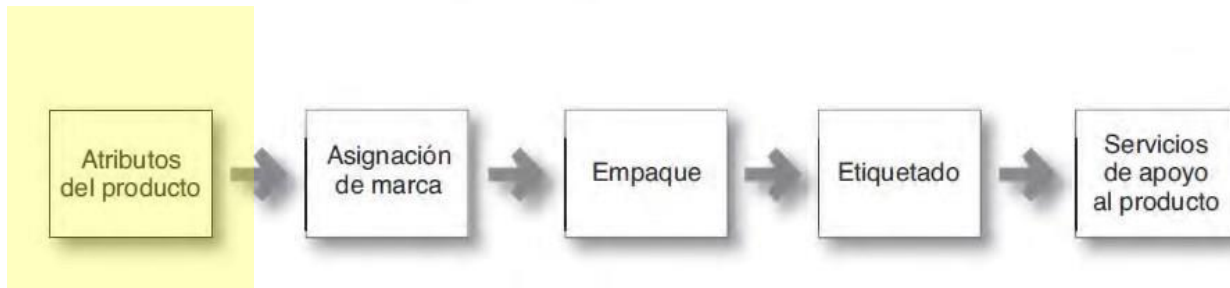 Atributos
del producto
Asignación
de marca
Empaque
Etiquetado
Servicios
de apoyo
al producto